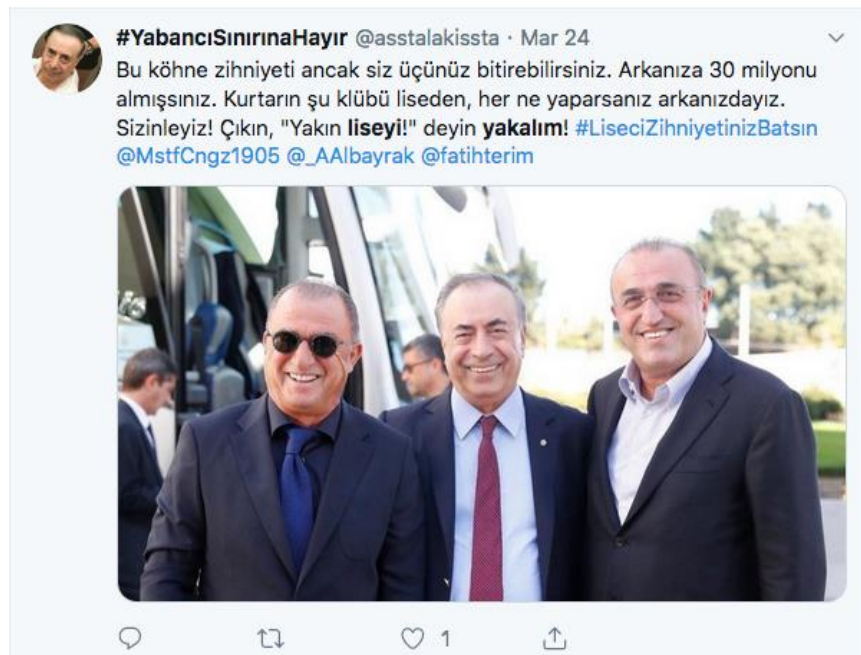 #YabancıSınırınaHayır @asstalakissta · Mar 24
Bu köhne zihniyeti ancak siz üçünüz bitirebilirsiniz. Arkanıza 30 milyonu
almışsınız. Kurtarın şu klübü liseden, her ne yaparsanız arkanızdayız.
Sizinleyiz! Çıkın, "Yakın liseyi!" deyin yakalım! #LiseciZihniyetinizBatsın
@MstfCngz1905 @_AAlbayrak @fatihterim
1